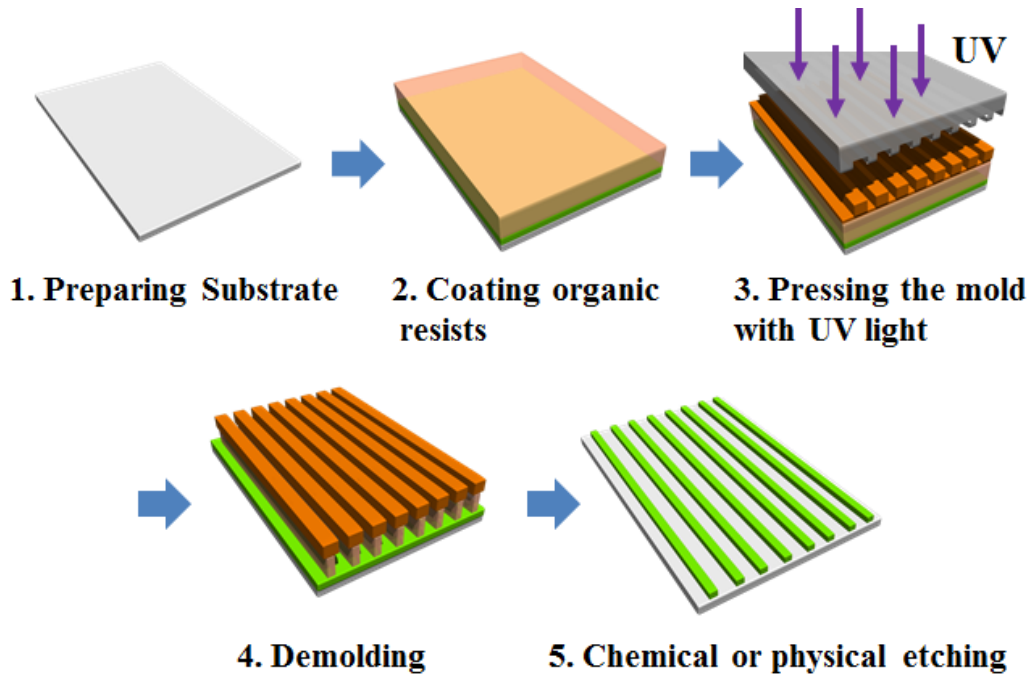 UV
1. Preparing Substrate
2. Coating organic
resists
3. Pressing the mold
with UV light
4. Demolding
5. Chemical or physical etching